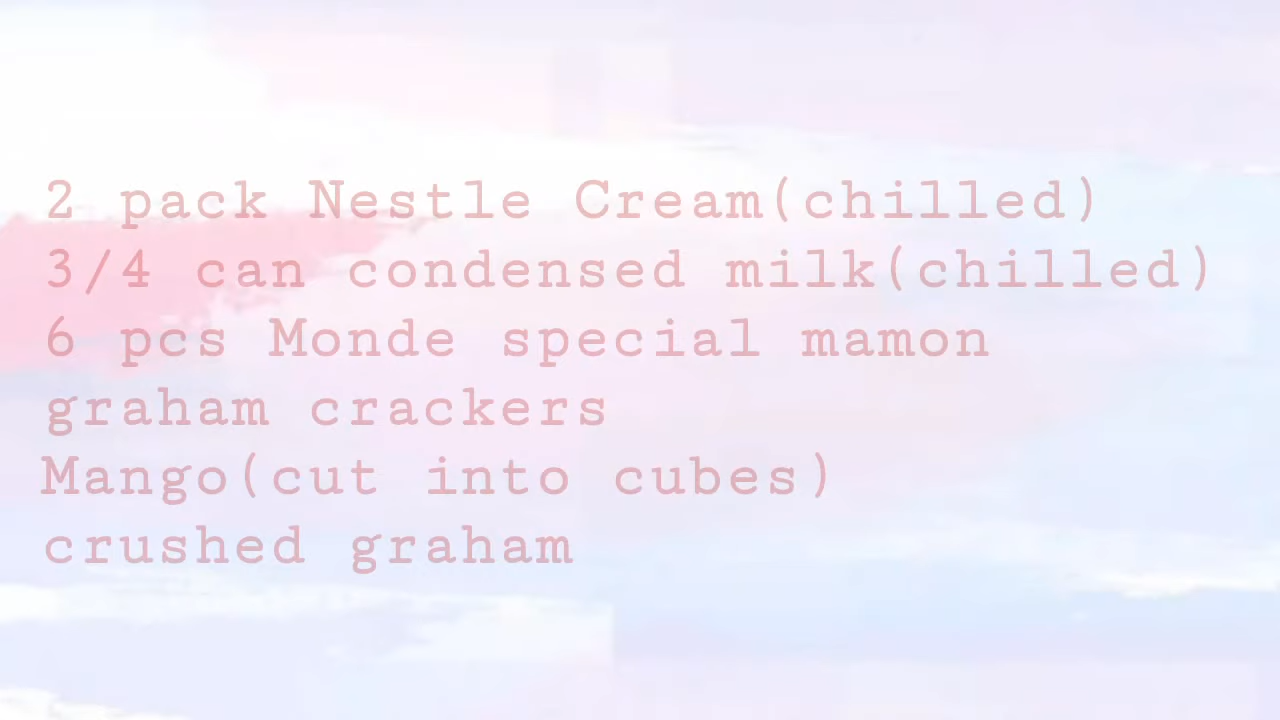 2 pack Nestle Cream(chilled)
3/4 can condensed milk(chilled)
6 pcs Monde special mamon
graham crackers
Mango(cut into cubes)
crushed graham